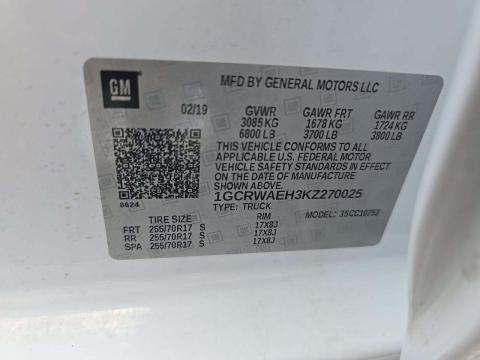 GM
MFD BY GENERAL MOTORS LLC
02/19 GVWR GAWR FRT GAWR RR
3085 KG 1678 KG 1724 KG
6800 LB 3700 LB 3800 LB
THIS VEHICLE CONFORMS TO ALL
APPLICABLE U.S. FEDERAL MOTOR
VEHICLE SAFETY STANDARDS IN EFFECT
ON THE DATE OF MANUFACTURE SHOWN
ABOVE.
1GCRWAEH3KZ270025
8624 TYPE: TRUCK MODEL:
TIRE SIZE RIM
FRT 255/70R17 S 17X8J
RR 255/70R17 S 17X8J
SPA 255/70R17 S 17X8J